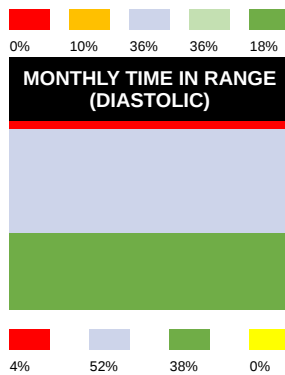 0% 10% 36% 36% 18%
MONTHLY TIME IN RANGE
(DIASTOLIC)
4% 52% 38% 0%